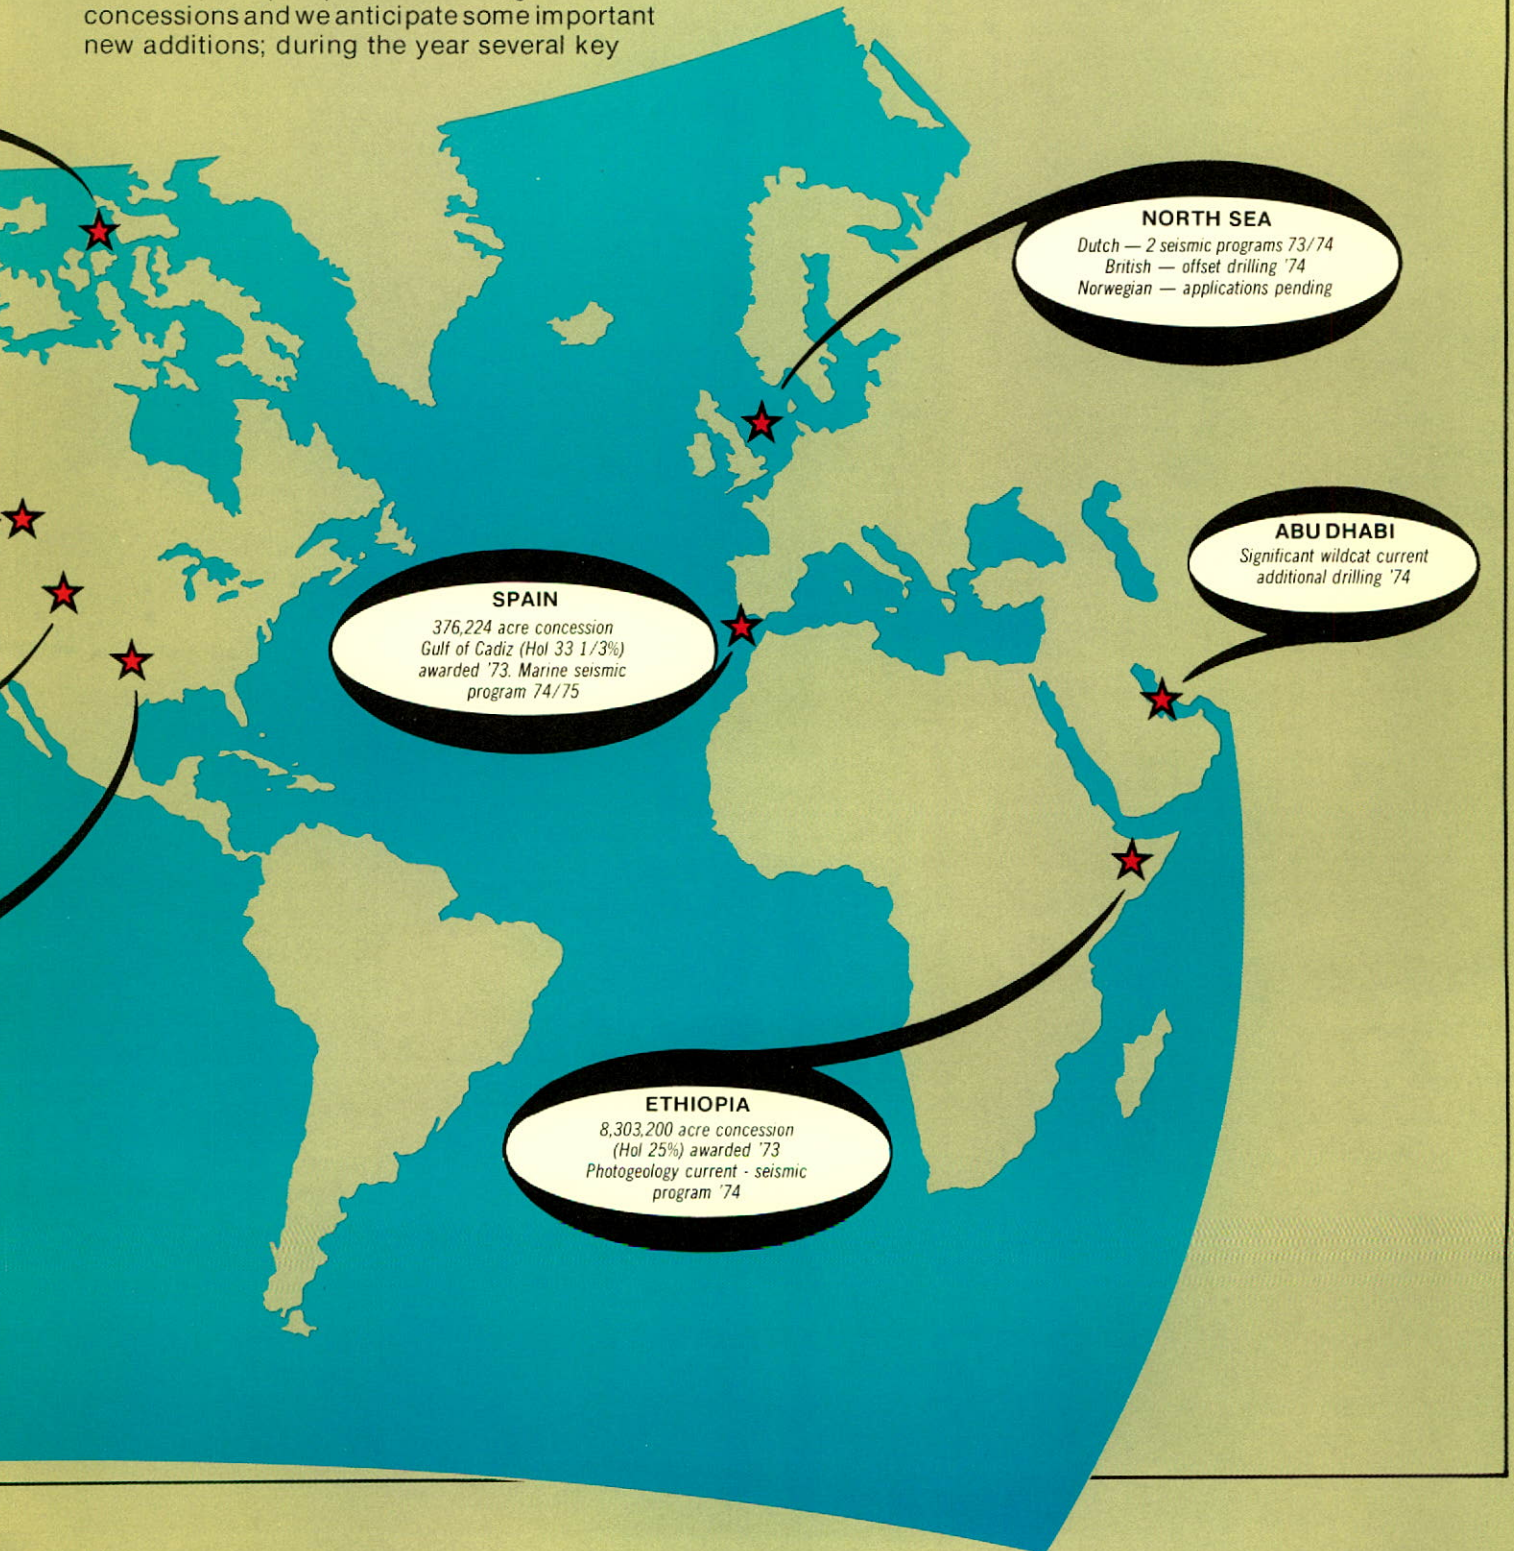 concessions and we anticipate some important
new additions; during the year several key
NORTH SEA
Dutch — 2 seismic programs 73/74
British — offset drilling '74
Norwegian — applications pending
ABU DHABI
Significant wildcat current
additional drilling '74
SPAIN
376,224 acre concession
Gulf of Cadiz (Hol 33 1/3%)
awarded '73. Marine seismic
program 74/75
ETHIOPIA
8,303,200 acre concession
(Hol 25%) awarded '73
Photogeology current - seismic
program '74